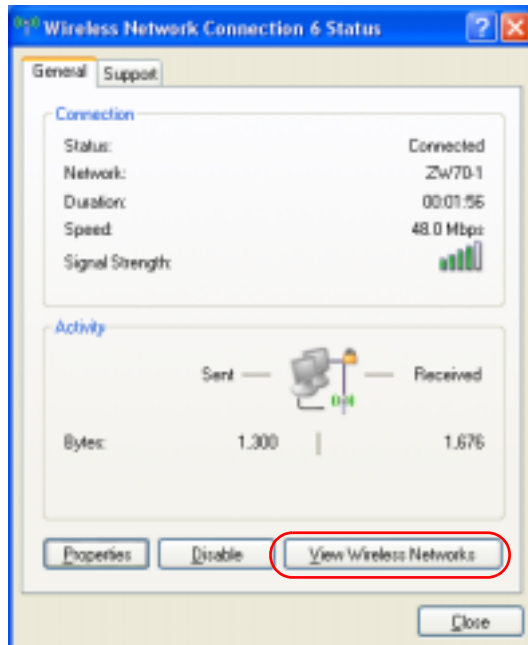 Wireless Network Connection 6 Status
General Support
Connection
Status: Connected
Network: ZW70-1
Duration: 00:01:56
Speed: 48.0 Mbps
Signal Strength:
Activity
Sent — — Received
Bytes: 1,300 | 1,676
Properties Disable View Wireless Networks
Close